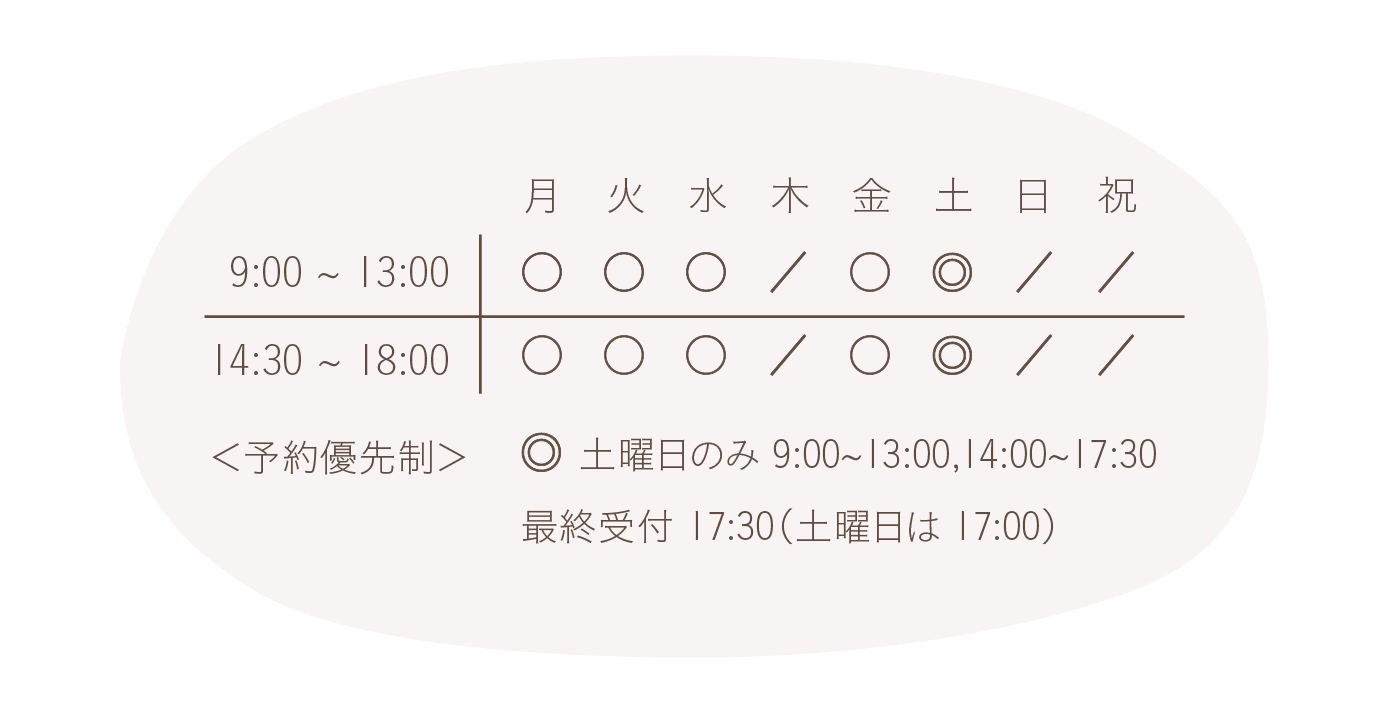 月 火 水 木 金 土 日 祝
9:00 ~ 13:00 ○ ○ ○ ／ ○ ◎ ／ ／
14:30 ~ 18:00 ○ ○ ○ ／ ○ ◎ ／ ／
＜予約優先制＞ ◎ 土曜日のみ 9:00~13:00,14:00~17:30
最終受付 17:30（土曜日は 17:00）